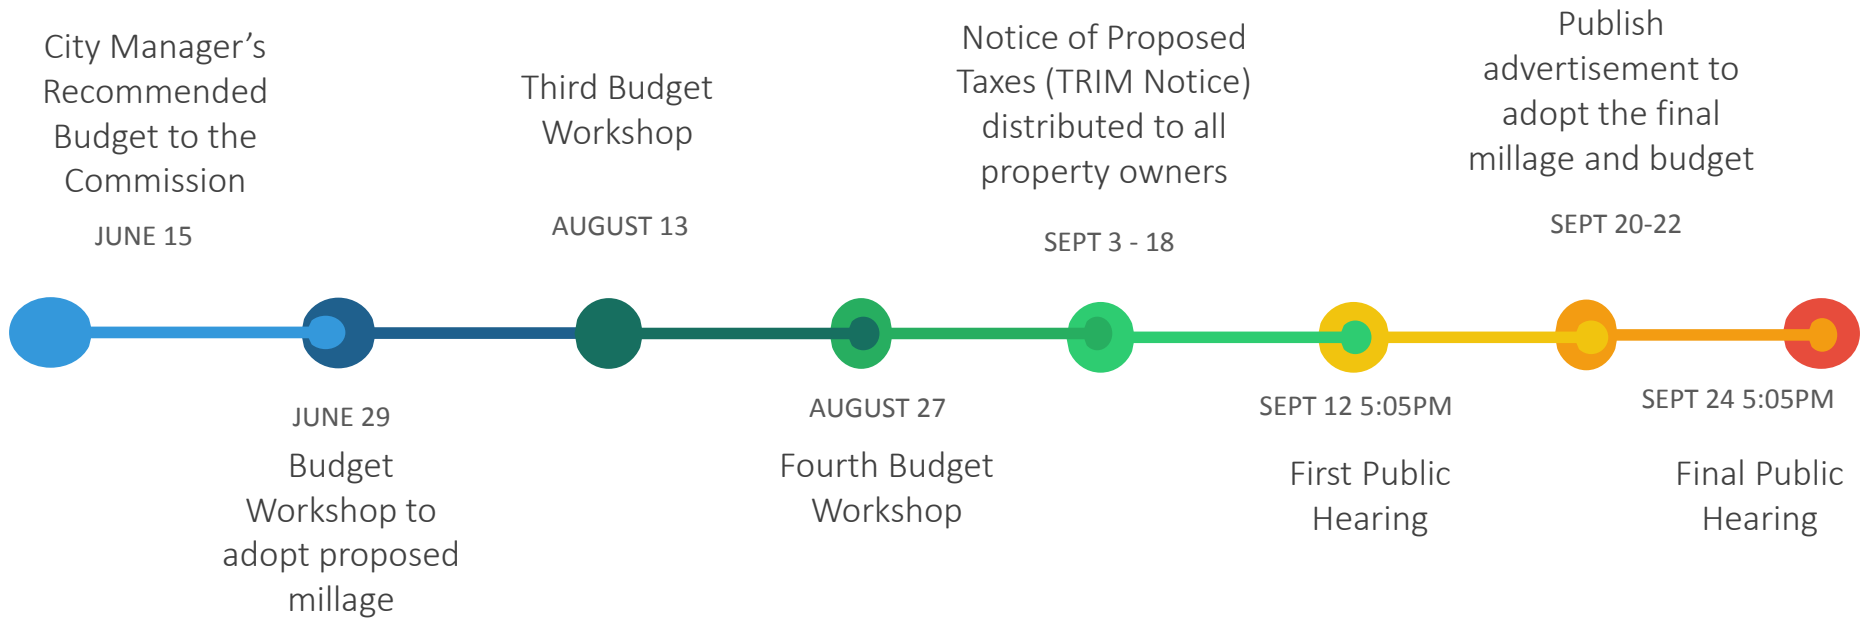 City Manager’s
Recommended
Budget to the
Commission
JUNE 15
JUNE 29
Budget
Workshop to
adopt proposed
millage
Third Budget
Workshop
AUGUST 13
AUGUST 27
Fourth Budget
Workshop
Notice of Proposed
Taxes (TRIM Notice)
distributed to all
property owners
SEPT 3 - 18
SEPT 12 5:05PM
First Public
Hearing
Publish
advertisement to
adopt the final
millage and budget
SEPT 20-22
SEPT 24 5:05PM
Final Public
Hearing